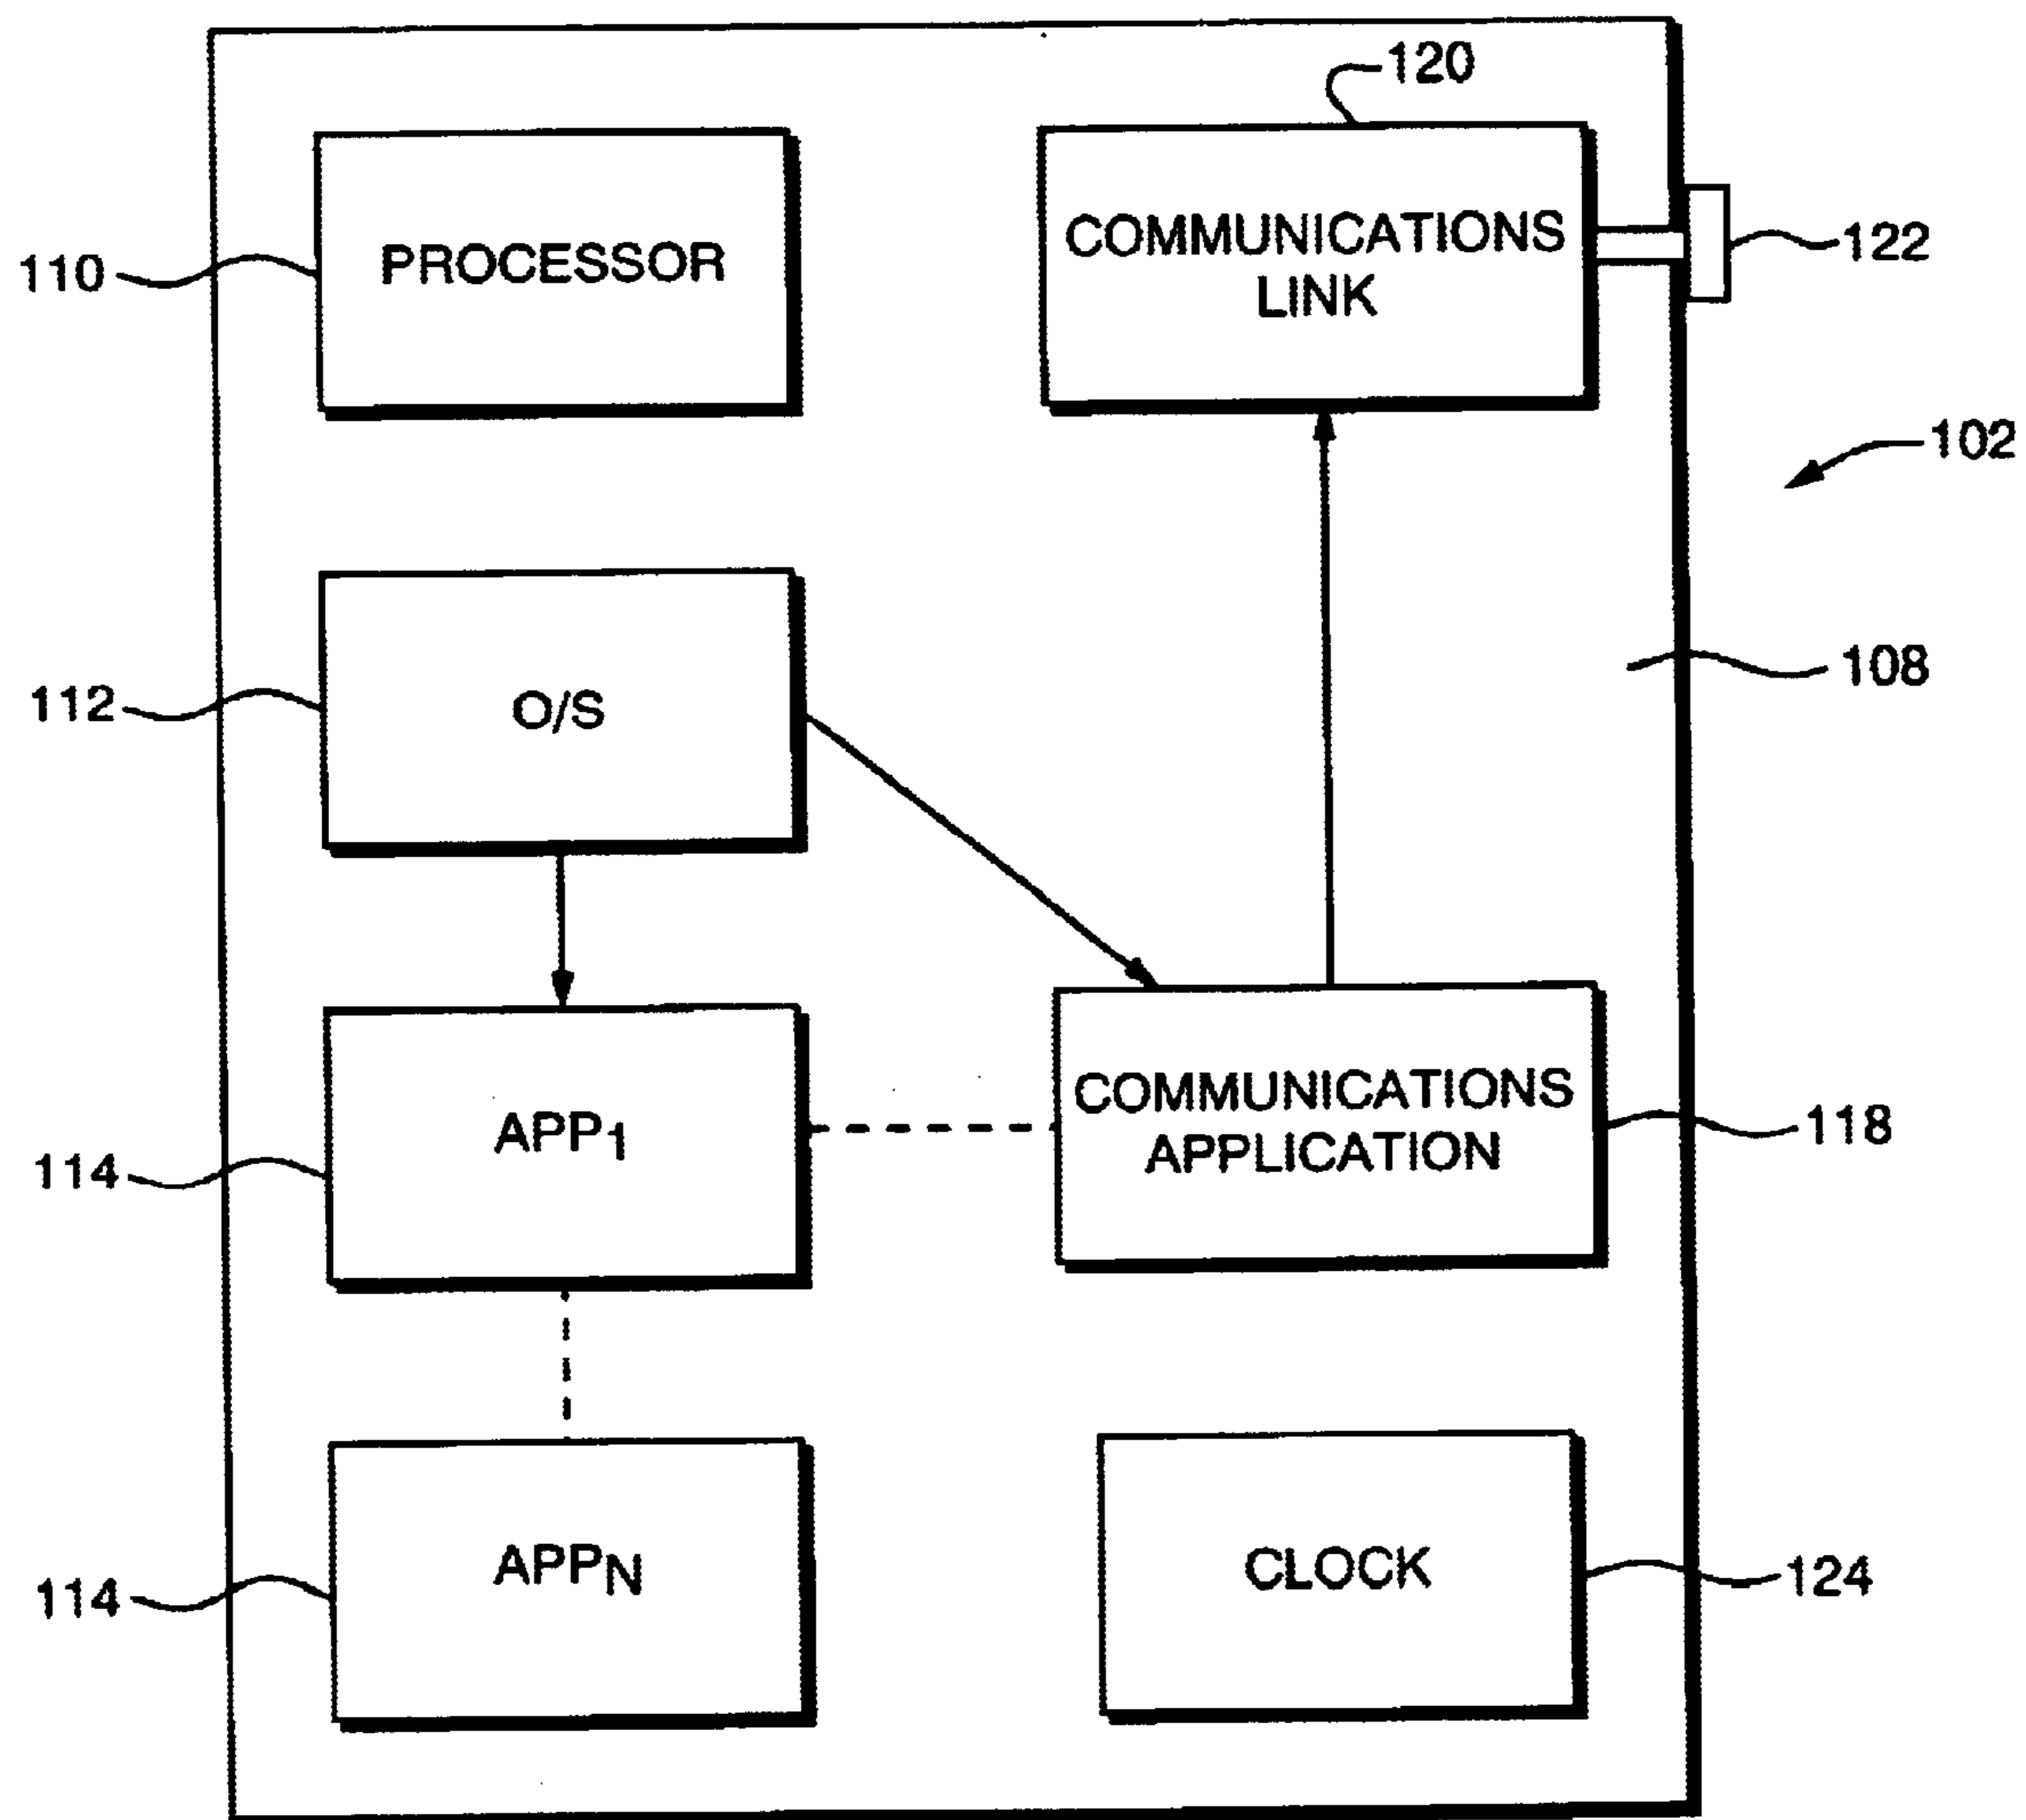 120
PROCESSOR
COMMUNICATIONS
LINK
110
122
102
O/S
112
108
APP1
COMMUNICATIONS
APPLICATION
114
118
APPN
CLOCK
114
124